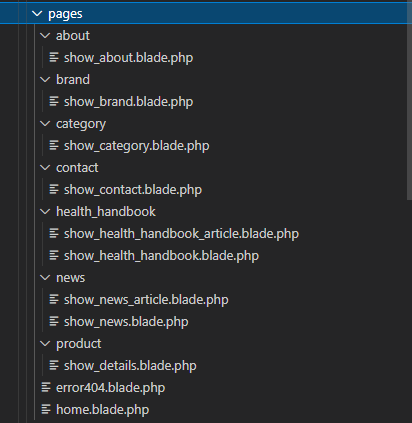 pages
about
show_about.blade.php
brand
show_brand.blade.php
category
show_category.blade.php
contact
show_contact.blade.php
health_handbook
show_health_handbook_article.blade.php
show_health_handbook.blade.php
news
show_news_article.blade.php
show_news.blade.php
product
show_details.blade.php
error404.blade.php
home.blade.php